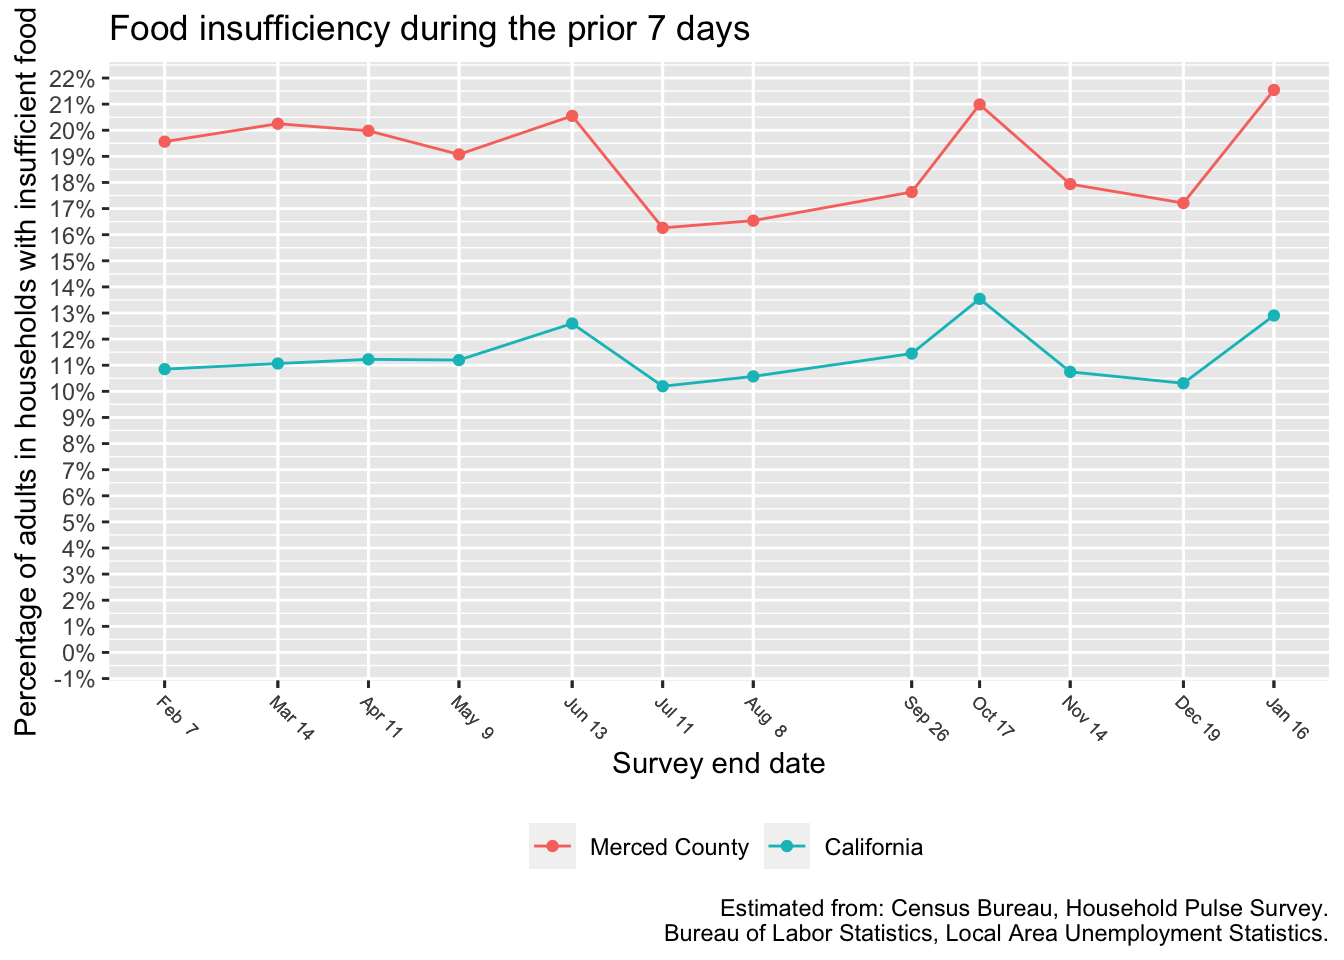 Food insufficiency during the prior 7 days
Percentage of adults in households with insufficient food
22%
21%
20%
19%
18%
17%
16%
15%
14%
13%
12%
11%
10%
9%
8%
7%
6%
5%
4%
3%
2%
1%
0%
-1%
Feb 7
Mar 14
Apr 11
May 9
Jun 13
Jul 11
Aug 8
Sep 26
Oct 17
Nov 14
Dec 19
Jan 16
Survey end date
Merced County
California
Estimated from: Census Bureau, Household Pulse Survey.
Bureau of Labor Statistics, Local Area Unemployment Statistics.